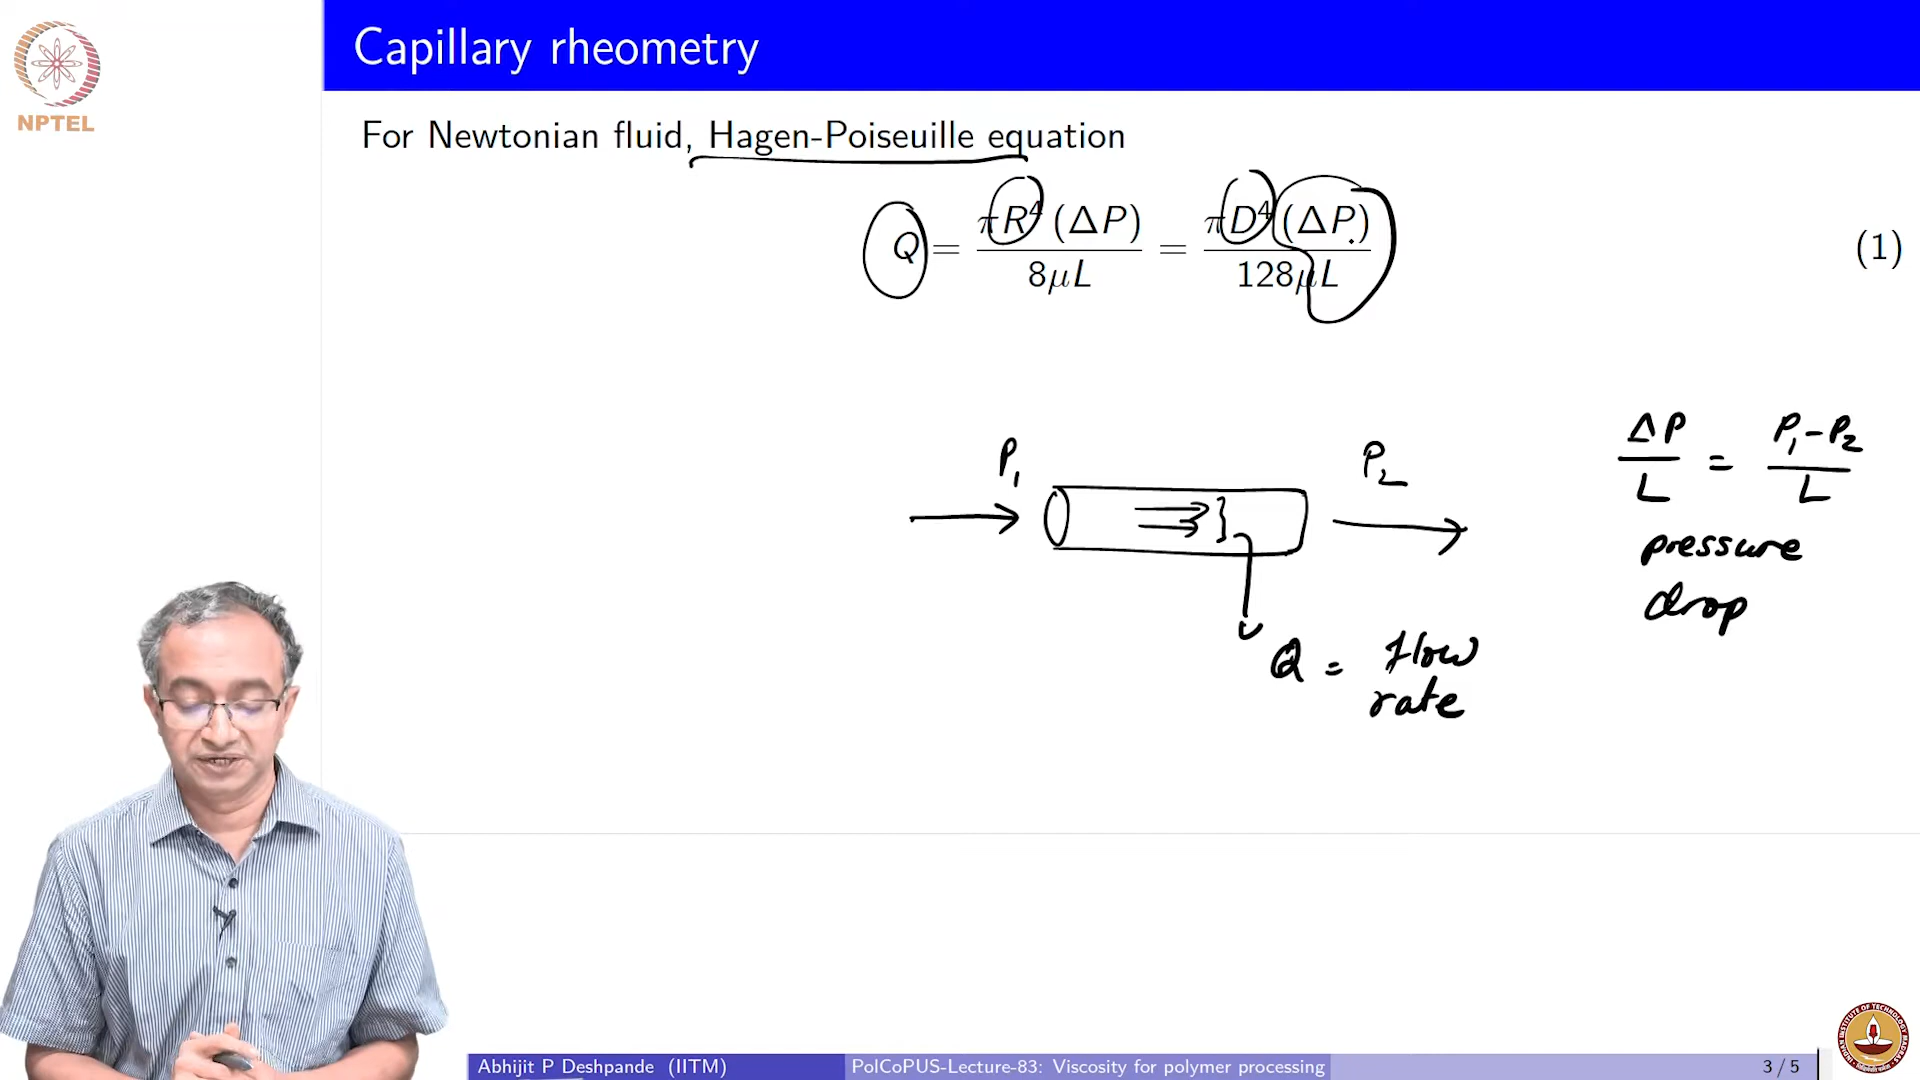 Capillary rheometry
NPTEL
For Newtonian fluid, Hagen-Poiseuille equation
Q = πR⁴ (ΔP) / 8μL = πD⁴ (ΔP) / 128μL (1)
P₁
P₂
ΔP / L = P₁-P₂ / L
pressure
drop
Q = flow
rate
Abhijit P Deshpande (IITM) PolCoPUS-Lecture-83: Viscosity for polymer processing 3 / 5